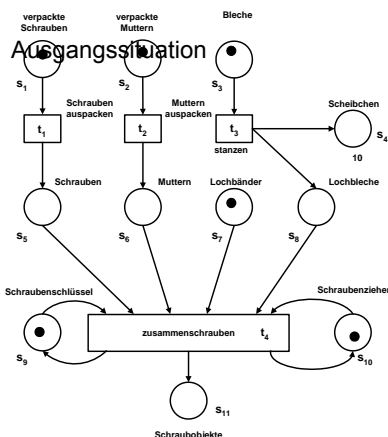 verpackte
Schrauben
verpackte
Muttern
Bleche
Ausgangssituation
s1
s2
s3
Schrauben
auspacken
Muttern
auspacken
Scheibchen
t1
t2
t3
s4
stanzen
10
Schrauben
Muttern
Lochbänder
Lochbleche
s5
s6
s7
s8
Schraubenschlüssel
Schraubenzieher
zusammenschrauben t4
s9
s10
s11
Schraubobjekte